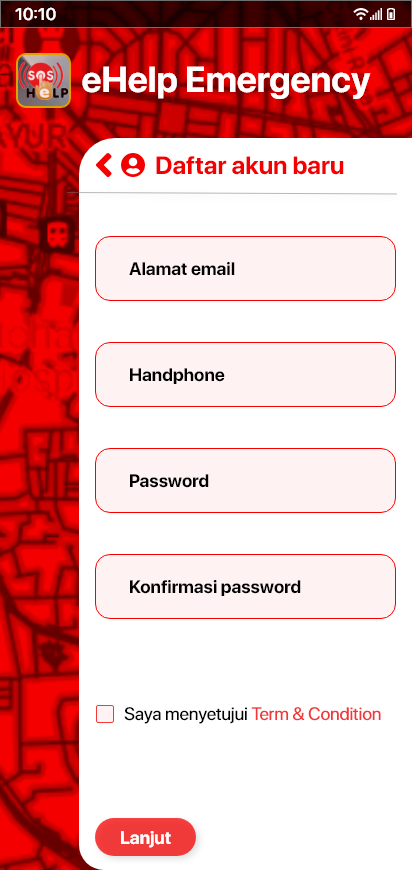 10:10
SOS
HeLP
eHelp Emergency
Daftar akun baru
Alamat email
Handphone
Password
Konfirmasi password
Saya menyetujui Term & Condition
Lanjut